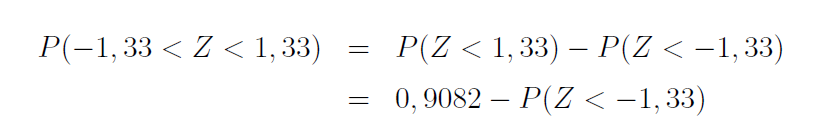 P(−1, 33 < Z < 1, 33) = P(Z < 1, 33) − P(Z < −1, 33)
= 0, 9082 − P(Z < −1, 33)